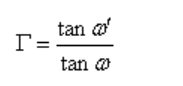 Γ = tan ϖ′ / tan ϖ